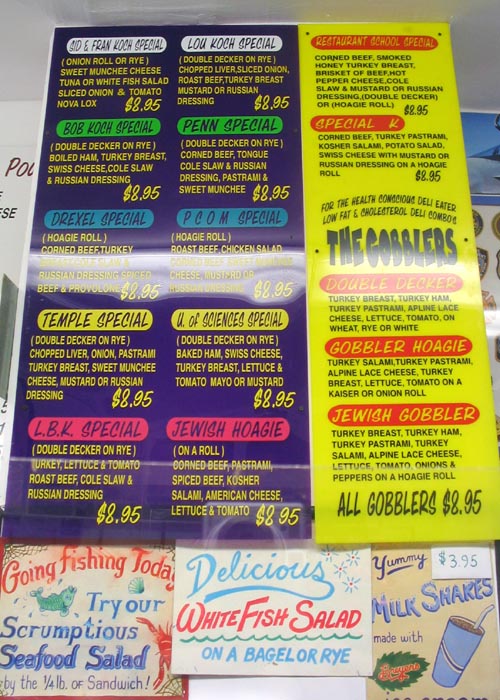 SID & FRAN KOCH SPECIAL
( ONION ROLL OR RYE )
SWEET MUNCHEE CHEESE
TUNA OR WHITE FISH SALAD
SLICED ONION & TOMATO
NOVA LOX $8.95
BOB KOCH SPECIAL
(DOUBLE DECKER ON RYE )
BOILED HAM, TURKEY BREAST,
SWISS CHEESE,COLE SLAW
& RUSSIAN DRESSING
$8.95
DREXEL SPECIAL
( HOAGIE ROLL )
CORNED BEEF,TURKEY
BREAST,COLE SLAW &
RUSSIAN DRESSING SPICED
BEEF & PROVOLONE $8.95
TEMPLE SPECIAL
(DOUBLE DECKER ON RYE )
CHOPPED LIVER, ONION, PASTRAMI
TURKEY BREAST, SWEET MUNCHEE
CHEESE, MUSTARD OR RUSSIAN
DRESSING $8.95
L.B.K. SPECIAL
(DOUBLE DECKER ON RYE )
TURKEY, LETTUCE & TOMATO
ROAST BEEF, COLE SLAW &
RUSSIAN DRESSING
$8.95
LOU KOCH SPECIAL
( DOUBLE DECKER ON RYE )
CHOPPED LIVER,SLICED ONION,
ROAST BEEF,TURKEY BREAST
MUSTARD OR RUSSIAN
DRESSING $8.95
PENN SPECIAL
(DOUBLE DECKER ON RYE )
CORNED BEEF, TONGUE
COLE SLAW & RUSSIAN
DRESSING, PASTRAMI &
SWEET MUNCHEE $8.95
P C O M SPECIAL
(HOAGIE ROLL )
ROAST BEEF, CHICKEN SALAD
CORNED BEEF, SWEET MUNCHEE
CHEESE, MUSTARD OR
RUSSIAN DRESSING $8.95
U. of SCIENCES SPECIAL
(DOUBLE DECKER ON RYE )
BAKED HAM, SWISS CHEESE,
TURKEY BREAST, LETTUCE &
TOMATO MAYO OR MUSTARD
$8.95
JEWISH HOAGIE
( ON A ROLL )
CORNED BEEF, PASTRAMI,
SPICED BEEF, KOSHER
SALAMI, AMERICAN CHEESE,
LETTUCE & TOMATO $8.95
RESTAURANT SCHOOL SPECIAL
CORNED BEEF, SMOKED
HONEY TURKEY BREAST,
BRISKET OF BEEF,HOT
PEPPER CHEESE,COLE
SLAW & MUSTARD OR RUSSIAN
DRESSING,(DOUBLE DECKER)
OR (HOAGIE ROLL)
$8.95
SPECIAL K
CORNED BEEF, TURKEY PASTRAMI,
KOSHER SALAMI, POTATO SALAD,
SWISS CHEESE WITH MUSTARD OR
RUSSIAN DRESSING ON A HOAGIE
ROLL $8.95
FOR THE HEALTH CONSCIOUS DELI EATER
LOW FAT & CHOLESTEROL DELI COMBO'S
THE GOBBLERS
DOUBLE DECKER
TURKEY BREAST, TURKEY HAM,
TURKEY PASTRAMI, APLINE LACE
CHEESE, LETTUCE, TOMATO, ON
WHEAT, RYE OR WHITE
GOBBLER HOAGIE
TURKEY SALAMI,TURKEY PASTRAMI,
ALPINE LACE CHEESE, TURKEY
BREAST, LETTUCE, TOMATO ON A
KAISER OR ONION ROLL
JEWISH GOBBLER
TURKEY BREAST, TURKEY HAM,
TURKEY PASTRAMI, TURKEY
SALAMI, ALPINE LACE CHEESE,
LETTUCE, TOMATO, ONIONS &
PEPPERS ON A HOAGIE ROLL
ALL GOBBLERS $8.95
Going fishing Today
Try our
Scrumptious
Seafood Salad
by the 1/4 lb. or Sandwich!
Delicious
WHITE FISH SALAD
ON A BAGEL OR RYE
Yummy $3.95
MILK SHAKES
made with
Breyers